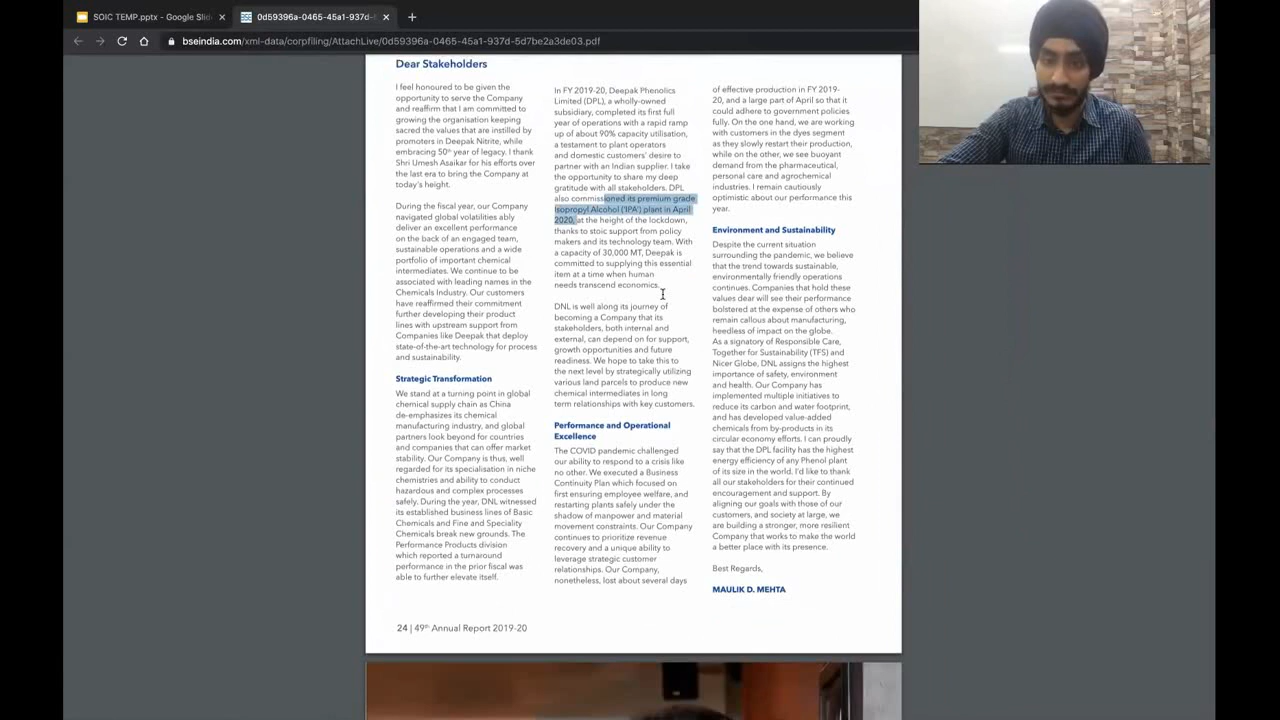 SOIC TEMP.pptx - Google Slid
0d59396a-0465-45a1-937d-5
bseindia.com/xml-data/corpfiling/AttachLive/0d59396a-0465-45a1-937d-5d7be2a3de03.pdf
Dear Stakeholders
I feel honoured to be given the
opportunity to serve the Company
and reaffirm that I am committed to
growing the organisation keeping
sacred the values that are instilled by
promoters in Deepak Nitrite, while
embracing 50th year of legacy. I thank
Shri Umesh Asaikar for his efforts over
the last era to bring the Company at
today's height.
During the fiscal year, our Company
navigated global volatilities ably
deliver an excellent performance
on the back of an engaged team,
sustainable operations and a wide
portfolio of important chemical
intermediates. We continue to be
associated with leading names in the
Chemicals Industry. Our customers
have reaffirmed their commitment
further developing their product
lines with upstream support from
Companies like Deepak that deploy
state-of-the-art technology for process
and sustainability.
Strategic Transformation
We stand at a turning point in global
chemical supply chain as China
de-emphasizes its chemical
manufacturing industry, and global
partners look beyond for countries
and companies that can offer market
stability. Our Company is thus, well
regarded for its specialisation in niche
chemistries and ability to conduct
hazardous and complex processes
safely. During the year, DNL witnessed
its established business lines of Basic
Chemicals and Fine and Speciality
Chemicals break new grounds. The
Performance Products division
which reported a turnaround
performance in the prior fiscal was
able to further elevate itself.
In FY 2019-20, Deepak Phenolics
Limited (DPL), a wholly-owned
subsidiary, completed its first full
year of operations with a rapid ramp
up of about 90% capacity utilisation,
a testament to plant operators
and domestic customers' desire to
partner with an Indian supplier. I take
the opportunity to share my deep
gratitude with all stakeholders. DPL
also commissioned its premium grade
Isopropyl Alcohol ('IPA') plant in April
2020, at the height of the lockdown,
thanks to stoic support from policy
makers and its technology team. With
a capacity of 30,000 MT, Deepak is
committed to supplying this essential
item at a time when human
needs transcend economics.
DNL is well along its journey of
becoming a Company that its
stakeholders, both internal and
external, can depend on for support,
growth opportunities and future
readiness. We hope to take this to
the next level by strategically utilizing
various land parcels to produce new
chemical intermediates in long
term relationships with key customers.
Performance and Operational
Excellence
The COVID pandemic challenged
our ability to respond to a crisis like
no other. We executed a Business
Continuity Plan which focused on
first ensuring employee welfare, and
restarting plants safely under the
shadow of manpower and material
movement constraints. Our Company
continues to prioritize revenue
recovery and a unique ability to
leverage strategic customer
relationships. Our Company,
nonetheless, lost about several days
of effective production in FY 2019-
20, and a large part of April so that it
could adhere to government policies
fully. On the one hand, we are working
with customers in the dyes segment
as they slowly restart their production,
while on the other, we see buoyant
demand from the pharmaceutical,
personal care and agrochemical
industries. I remain cautiously
optimistic about our performance this
year.
Environment and Sustainability
Despite the current situation
surrounding the pandemic, we believe
that the trend towards sustainable,
environmentally friendly operations
continues. Companies that hold these
values dear will see their performance
bolstered at the expense of others who
remain callous about manufacturing,
heedless of impact on the globe.
As a signatory of Responsible Care,
Together for Sustainability (TFS) and
Nicer Globe, DNL assigns the highest
importance of safety, environment
and health. Our Company has
implemented multiple initiatives to
reduce its carbon and water footprint,
and has developed value-added
chemicals from by-products in its
circular economy efforts. I can proudly
say that the DPL facility has the highest
energy efficiency of any Phenol plant
of its size in the world. I'd like to thank
all our stakeholders for their continued
encouragement and support. By
aligning our goals with those of our
customers, and society at large, we
are building a stronger, more resilient
Company that works to make the world
a better place with its presence.
Best Regards,
MAULIK D. MEHTA
24 | 49th Annual Report 2019-20